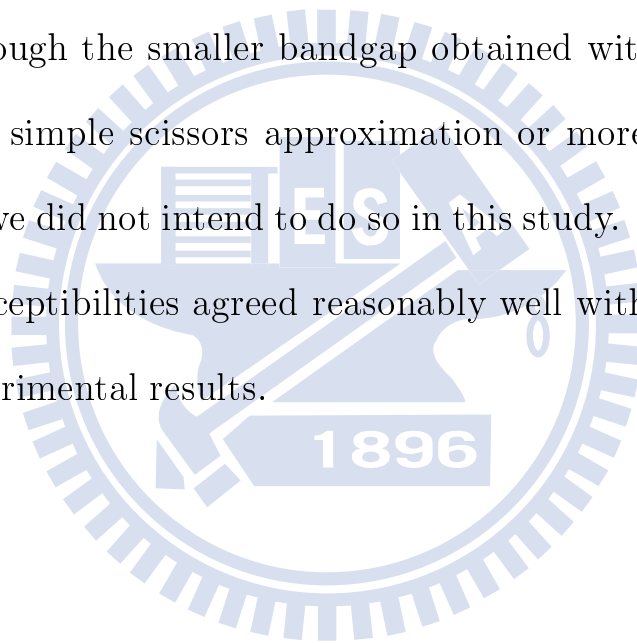 ough the smaller bandgap obtained wit
simple scissors approximation or more
we did not intend to do so in this study.
ceptibilities agreed reasonably well with
rimental results.
E S A
1896